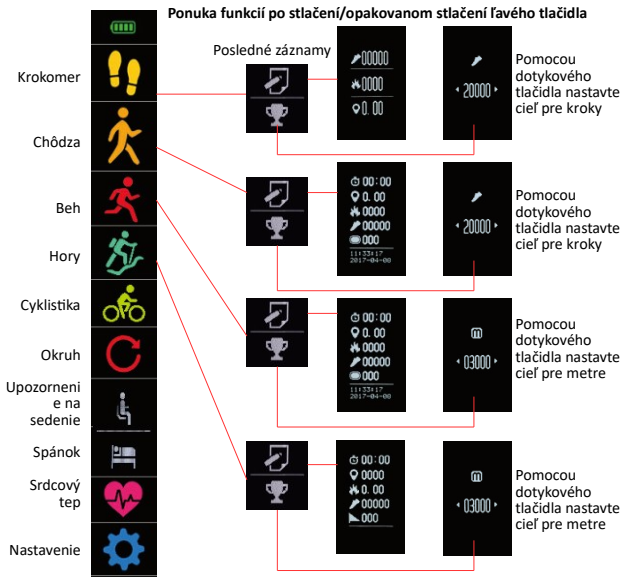 Ponuka funkcií po stlačení/opakovanom stlačení ľavého tlačidla
Posledné záznamy
Krokomer
Chôdza
Beh
Hory
Cyklistika
Okruh
Upozorneni
e na
sedenie
Spánok
Srdcový
tep
Nastavenie
00000
0000
0.00
20000
Pomocou
dotykového
tlačidla nastavte
cieľ pre kroky
00:00
0.00
0000
00000
000
11:33:17
2017-04-08
20000
Pomocou
dotykového
tlačidla nastavte
cieľ pre kroky
00:00
0.00
0000
00000
000
11:33:17
2017-04-08
m
03000
Pomocou
dotykového
tlačidla nastavte
cieľ pre metre
00:00
0000
0.00
00000
000
m
03000
Pomocou
dotykového
tlačidla nastavte
cieľ pre metre